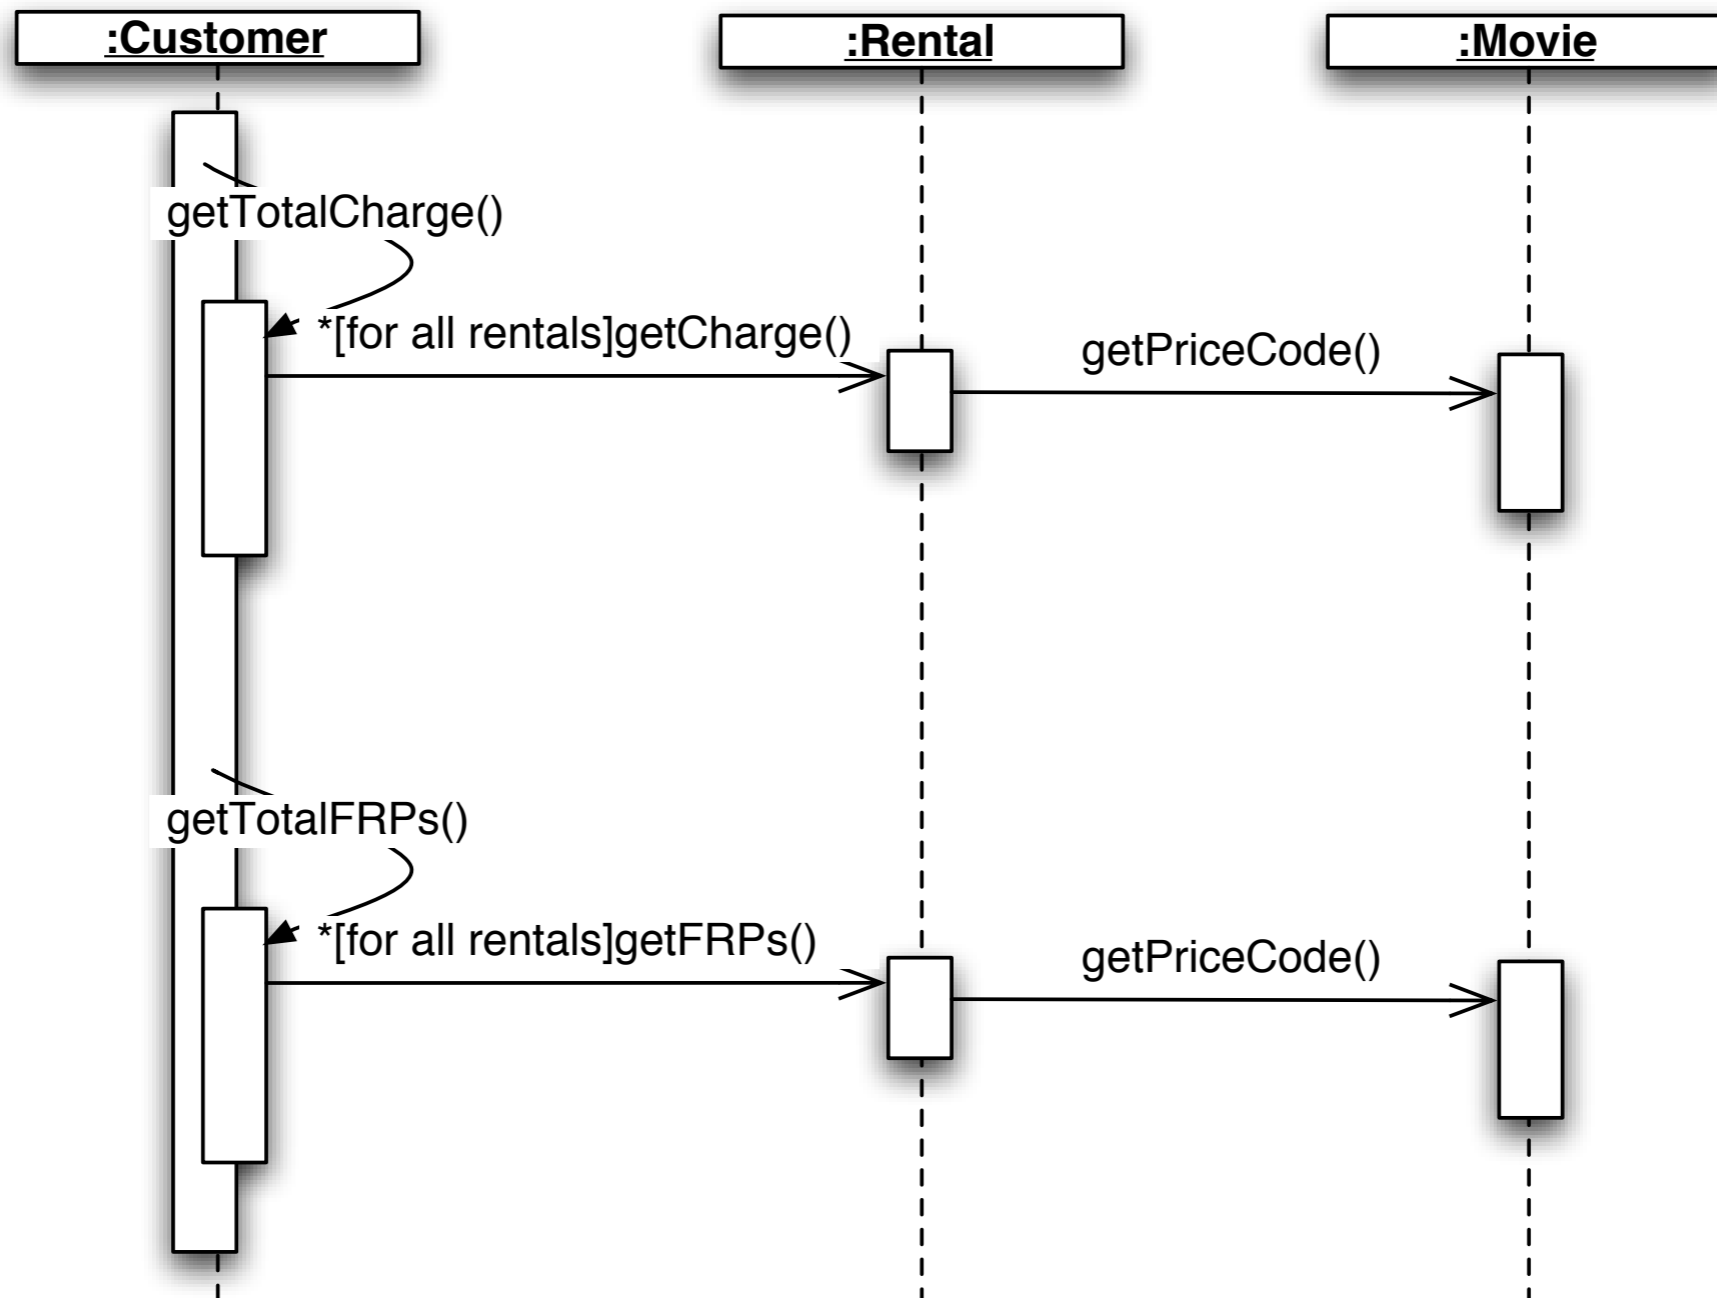 :Customer
:Rental
:Movie
getTotalCharge()
*[for all rentals]getCharge()
getPriceCode()
getTotalFRPs()
*[for all rentals]getFRPs()
getPriceCode()